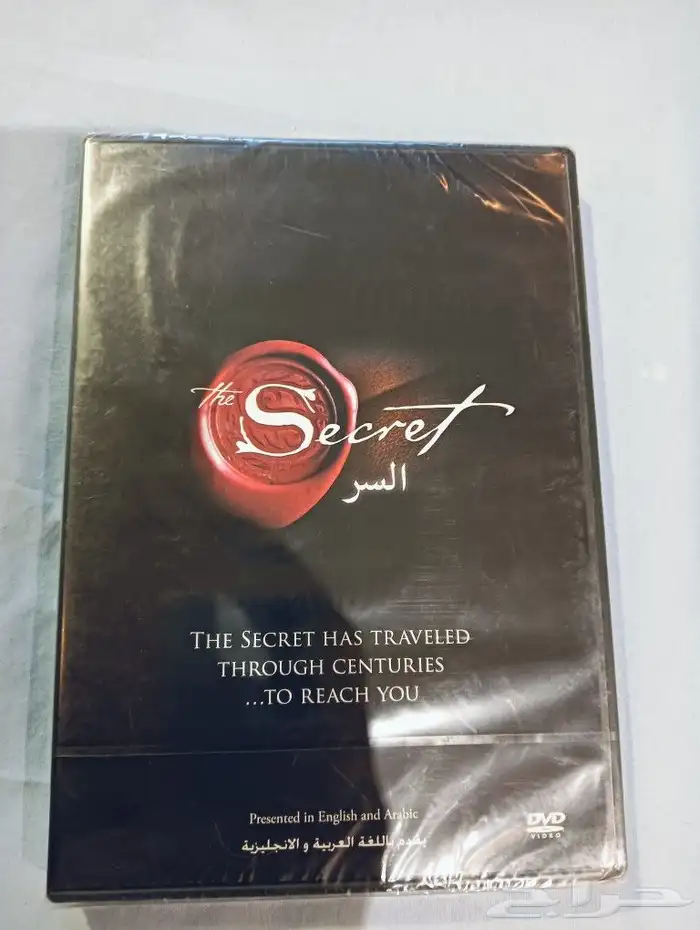 the Secret
السر
THE SECRET HAS TRAVELED
THROUGH CENTURIES
...TO REACH YOU
Presented in English and Arabic
يقدم باللغة العربية و الانجليزية
DVD
VIDEO
حراج